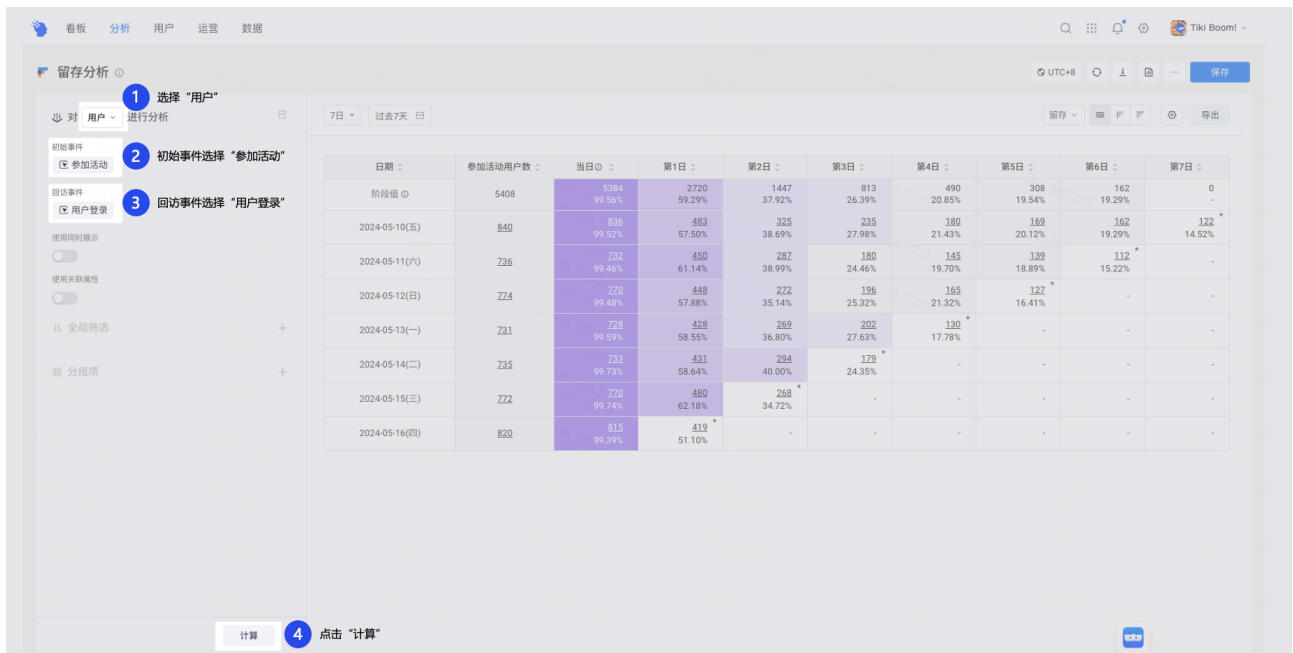 看板 分析 用户 运营 数据 Tiki Boom!
留存分析 UTC+8 ... 保存
1 选择“用户”
对 用户 进行分析 7日 过去7天 留存 导出
初始事件
参加活动 2 初始事件选择“参加活动”
回访事件
用户登录 3 回访事件选择“用户登录”
使用同时展示
使用关联属性
全局筛选 +
分组项 +
日期 参加活动用户数 当日 第1日 第2日 第3日 第4日 第5日 第6日 第7日
阶段值 5408 5384 2720 1447 813 490 308 162 0
99.56% 59.29% 37.92% 26.39% 20.85% 19.54% 19.29% -
2024-05-10(五) 840 836 483 325 235 180 169 162 122 *
99.52% 57.50% 38.69% 27.98% 21.43% 20.12% 19.29% 14.52%
2024-05-11(六) 736 732 450 287 180 145 139 112 * -
99.46% 61.14% 38.99% 24.46% 19.70% 18.89% 15.22%
2024-05-12(日) 774 770 448 272 196 165 127 * - -
99.48% 57.88% 35.14% 25.32% 21.32% 16.41%
2024-05-13(一) 731 728 428 269 202 130 * - - -
99.59% 58.55% 36.80% 27.63% 17.78%
2024-05-14(二) 735 733 431 294 179 * - - - -
99.73% 58.64% 40.00% 24.35%
2024-05-15(三) 772 770 480 268 * - - - - -
99.74% 62.18% 34.72%
2024-05-16(四) 820 815 419 * - - - - - -
99.39% 51.10%
计算 4 点击“计算”